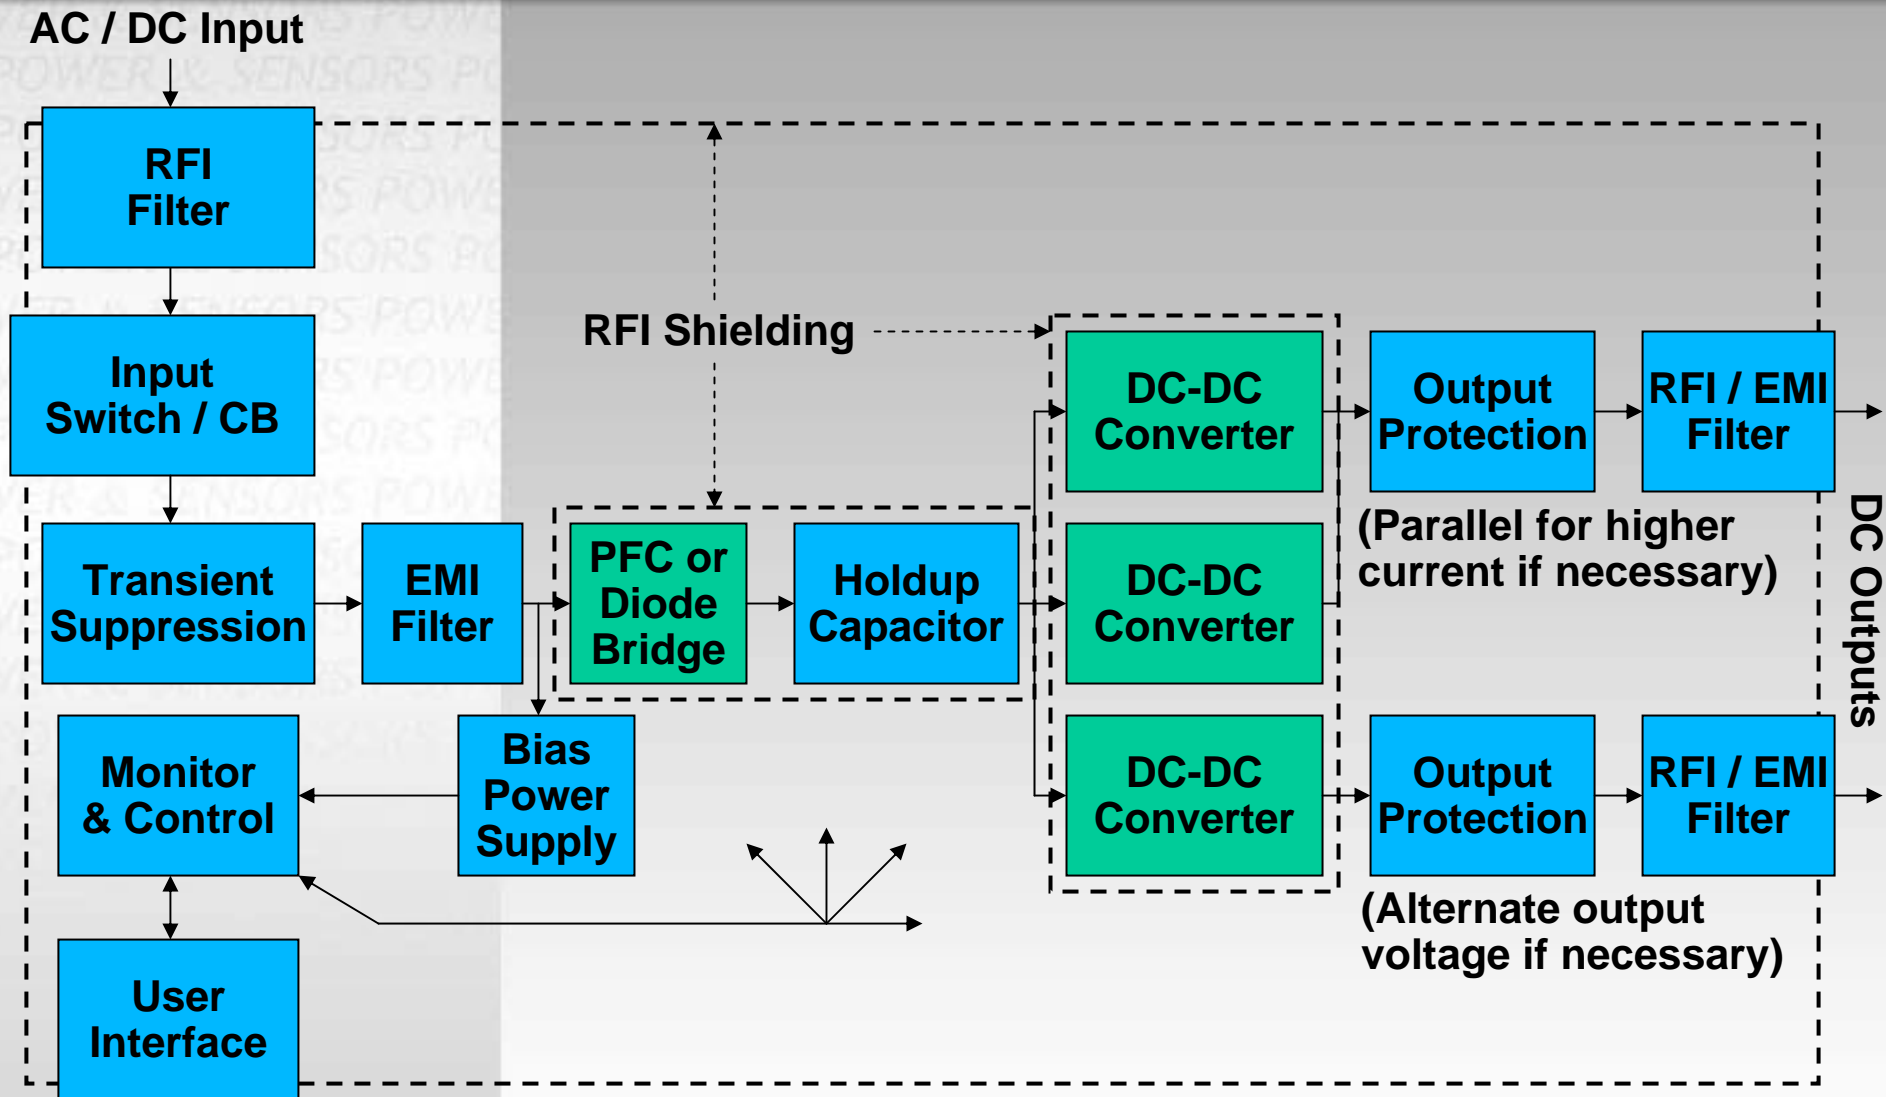 AC / DC Input
RFI
Filter
Input
Switch / CB
Transient
Suppression
EMI
Filter
PFC or
Diode
Bridge
Holdup
Capacitor
RFI Shielding
DC-DC
Converter
DC-DC
Converter
DC-DC
Converter
Output
Protection
RFI / EMI
Filter
(Parallel for higher
current if necessary)
DC Outputs
Output
Protection
RFI / EMI
Filter
(Alternate output
voltage if necessary)
Bias
Power
Supply
Monitor
& Control
User
Interface